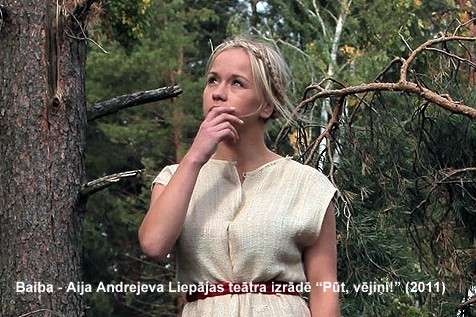 Baiba - Aija Andrejeva Liepājas teātra izrādē “Pūt, vējiņi!” (2011)